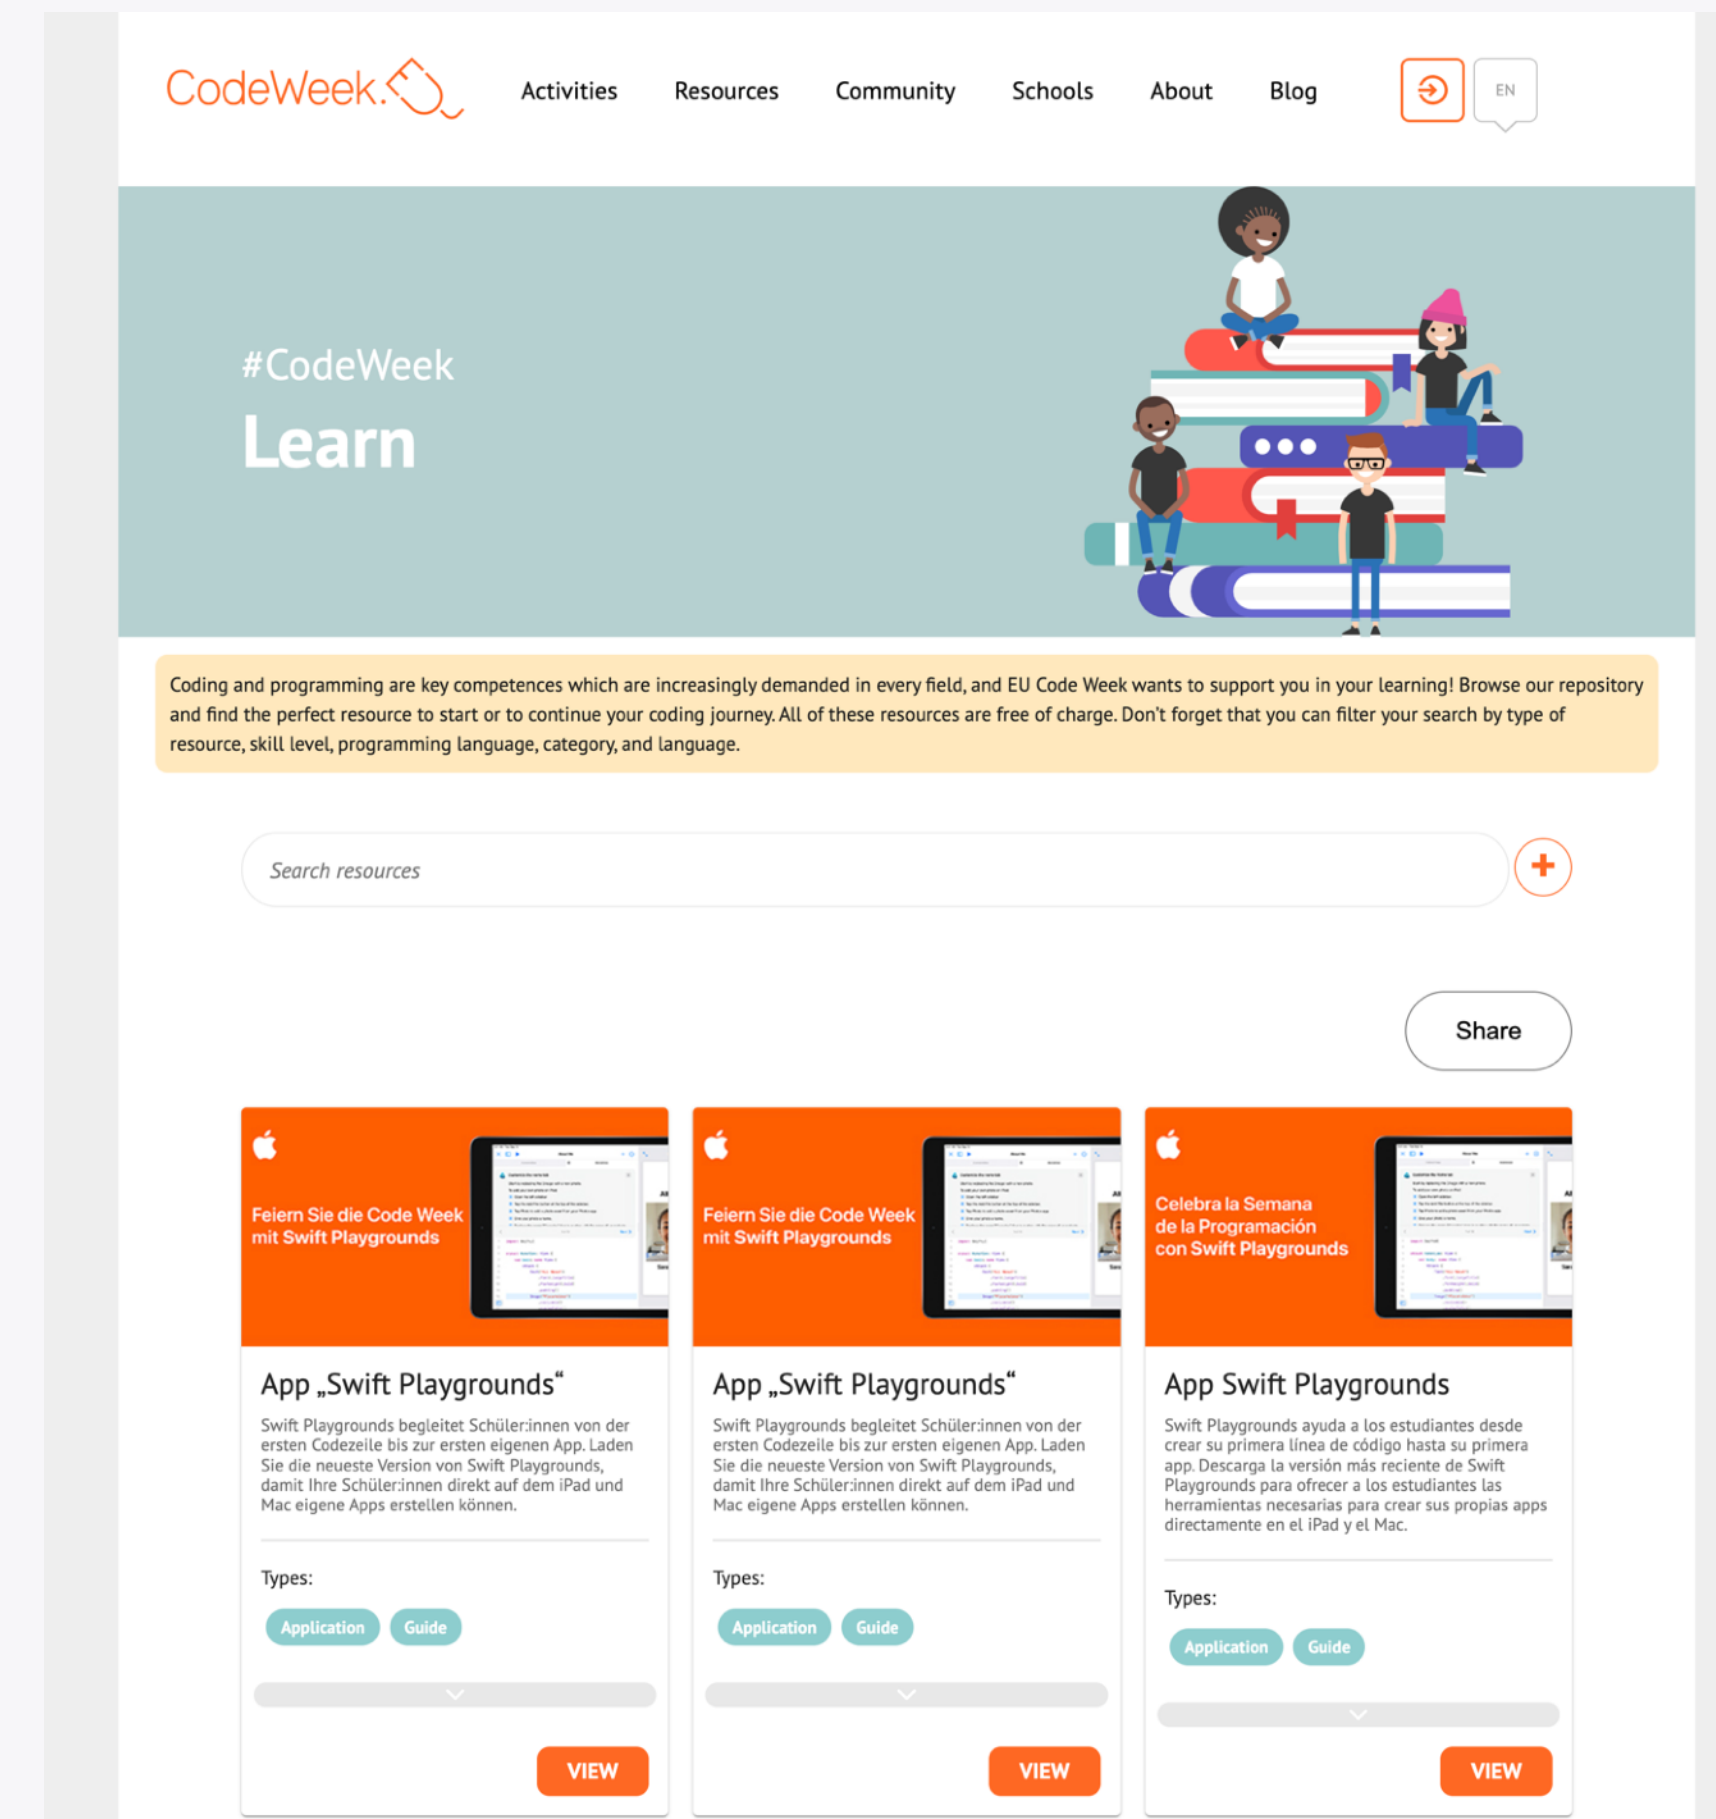 CodeWeek.
Activities
Resources
Community
Schools
About
Blog
EN
#CodeWeek
Learn
Coding and programming are key competences which are increasingly demanded in every field, and EU Code Week wants to support you in your learning! Browse our repository
and find the perfect resource to start or to continue your coding journey. All of these resources are free of charge. Don't forget that you can filter your search by type of
resource, skill level, programming language, category, and language.
Search resources
Share
Feiern Sie die Code Week
mit Swift Playgrounds
App „Swift Playgrounds“
Swift Playgrounds begleitet Schüler:innen von der
ersten Codezeile bis zur ersten eigenen App. Laden
Sie die neueste Version von Swift Playgrounds,
damit Ihre Schüler:innen direkt auf dem iPad und
Mac eigene Apps erstellen können.
Types:
Application
Guide
VIEW
Feiern Sie die Code Week
mit Swift Playgrounds
App „Swift Playgrounds“
Swift Playgrounds begleitet Schüler:innen von der
ersten Codezeile bis zur ersten eigenen App. Laden
Sie die neueste Version von Swift Playgrounds,
damit Ihre Schüler:innen direkt auf dem iPad und
Mac eigene Apps erstellen können.
Types:
Application
Guide
VIEW
Celebra la Semana
de la Programación
con Swift Playgrounds
App Swift Playgrounds
Swift Playgrounds ayuda a los estudiantes desde
crear su primera línea de código hasta su primera
app. Descarga la versión más reciente de Swift
Playgrounds para ofrecer a los estudiantes las
herramientas necesarias para crear sus propias apps
directamente en el iPad y el Mac.
Types:
Application
Guide
VIEW